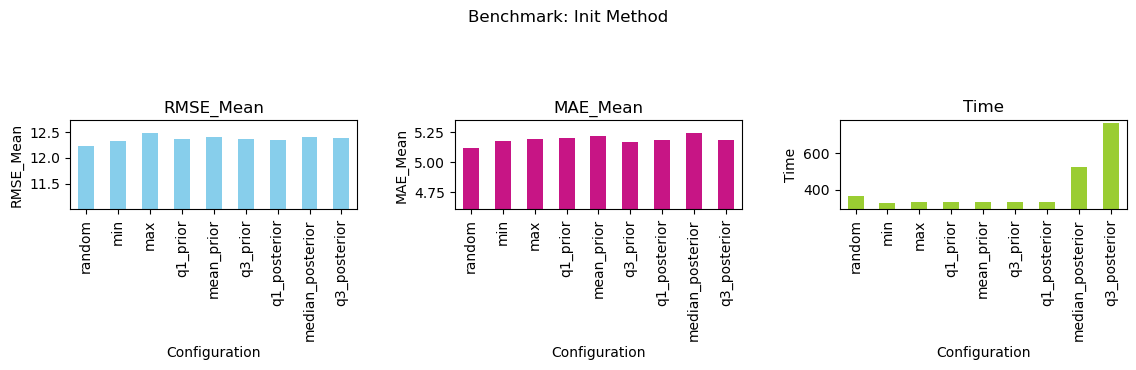 Benchmark: Init Method
RMSE_Mean
RMSE_Mean
12.5
12.0
11.5
random
min
max
q1_prior
mean_prior
q3_prior
q1_posterior
median_posterior
q3_posterior
Configuration
MAE_Mean
MAE_Mean
5.25
5.00
4.75
random
min
max
q1_prior
mean_prior
q3_prior
q1_posterior
median_posterior
q3_posterior
Configuration
Time
Time
600
400
random
min
max
q1_prior
mean_prior
q3_prior
q1_posterior
median_posterior
q3_posterior
Configuration